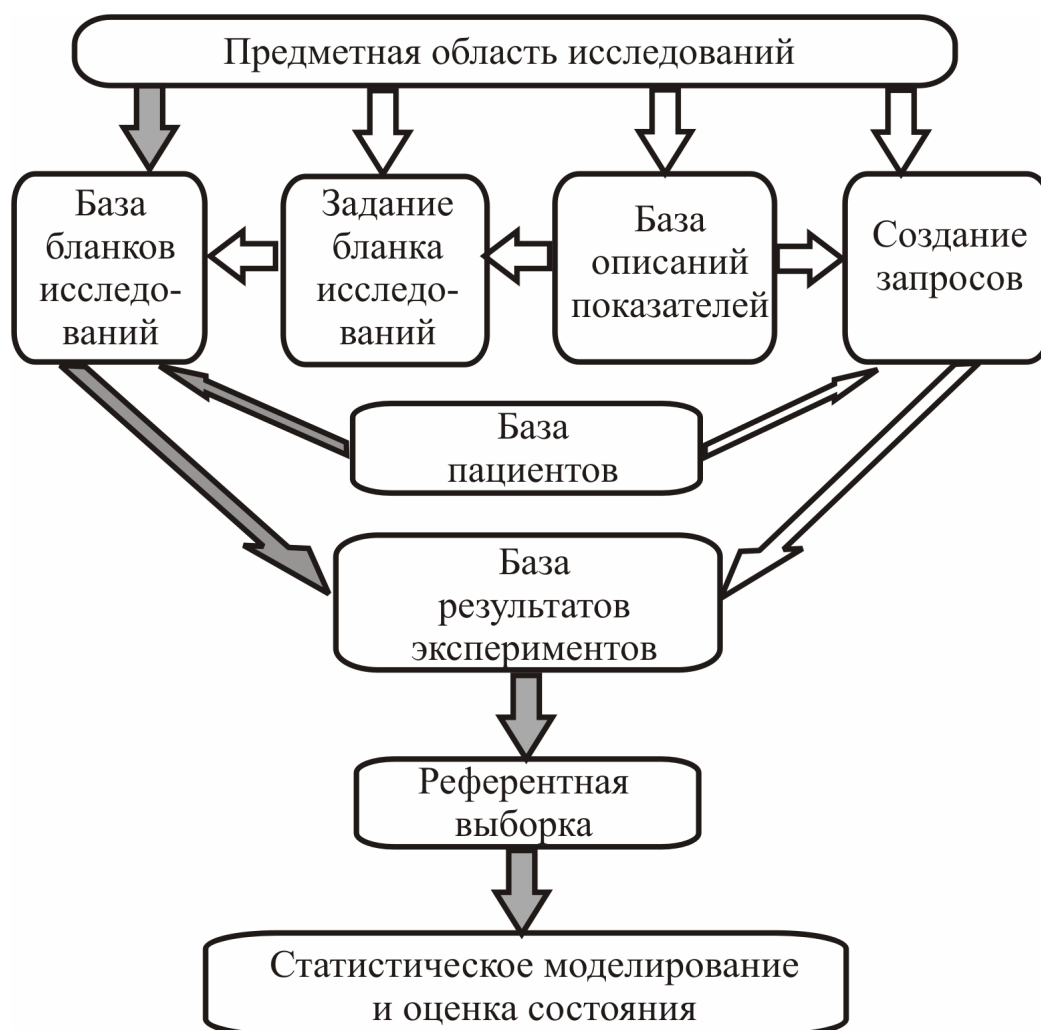 Предметная область исследований
База
бланков
исследо-
ваний
Задание
бланка
исследо-
ваний
База
описаний
показателей
Создание
запросов
База
пациентов
База
результатов
экспериментов
Референтная
выборка
Статистическое моделирование
и оценка состояния